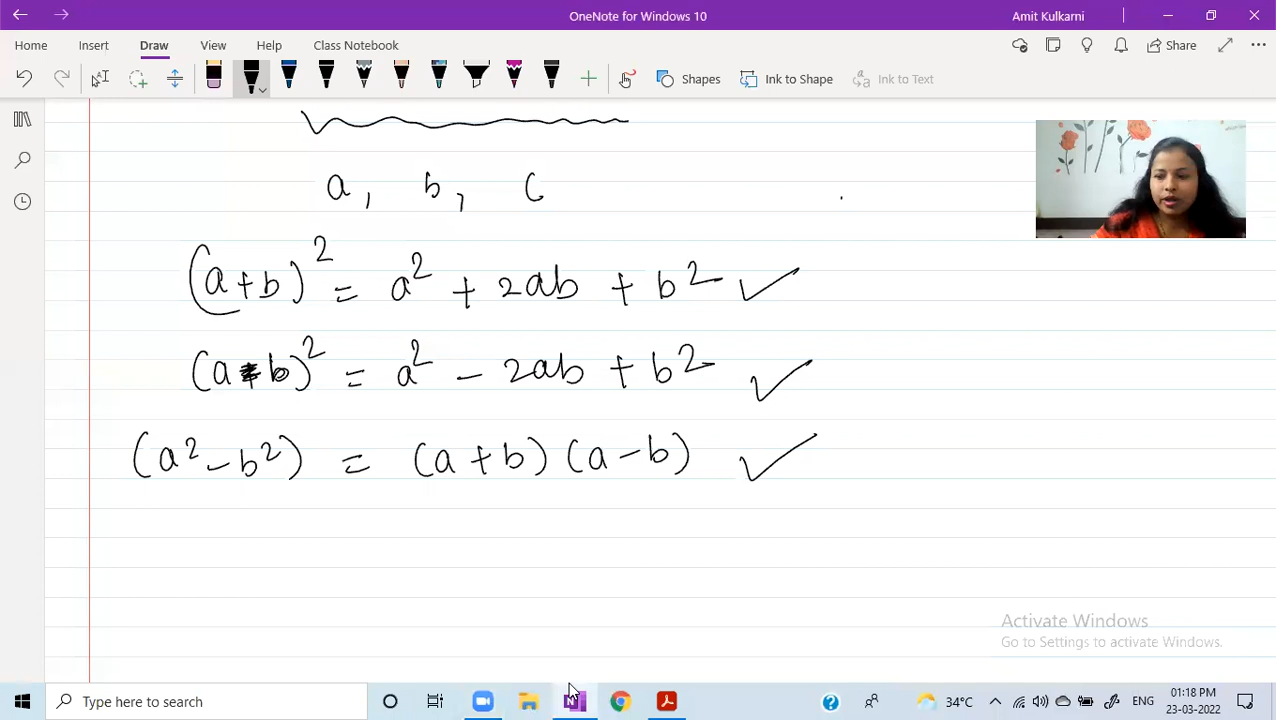 OneNote for Windows 10
Amit Kulkarni
Home Insert Draw View Help Class Notebook
Share
Shapes Ink to Shape Ink to Text
a, b, c
(a+b)² = a² + 2ab + b² ✓
(a-b)² = a² - 2ab + b² ✓
(a² - b²) = (a+b) (a-b) ✓
Activate Windows
Go to Settings to activate Windows.
Type here to search
34°C
ENG
01:18 PM
23-03-2022